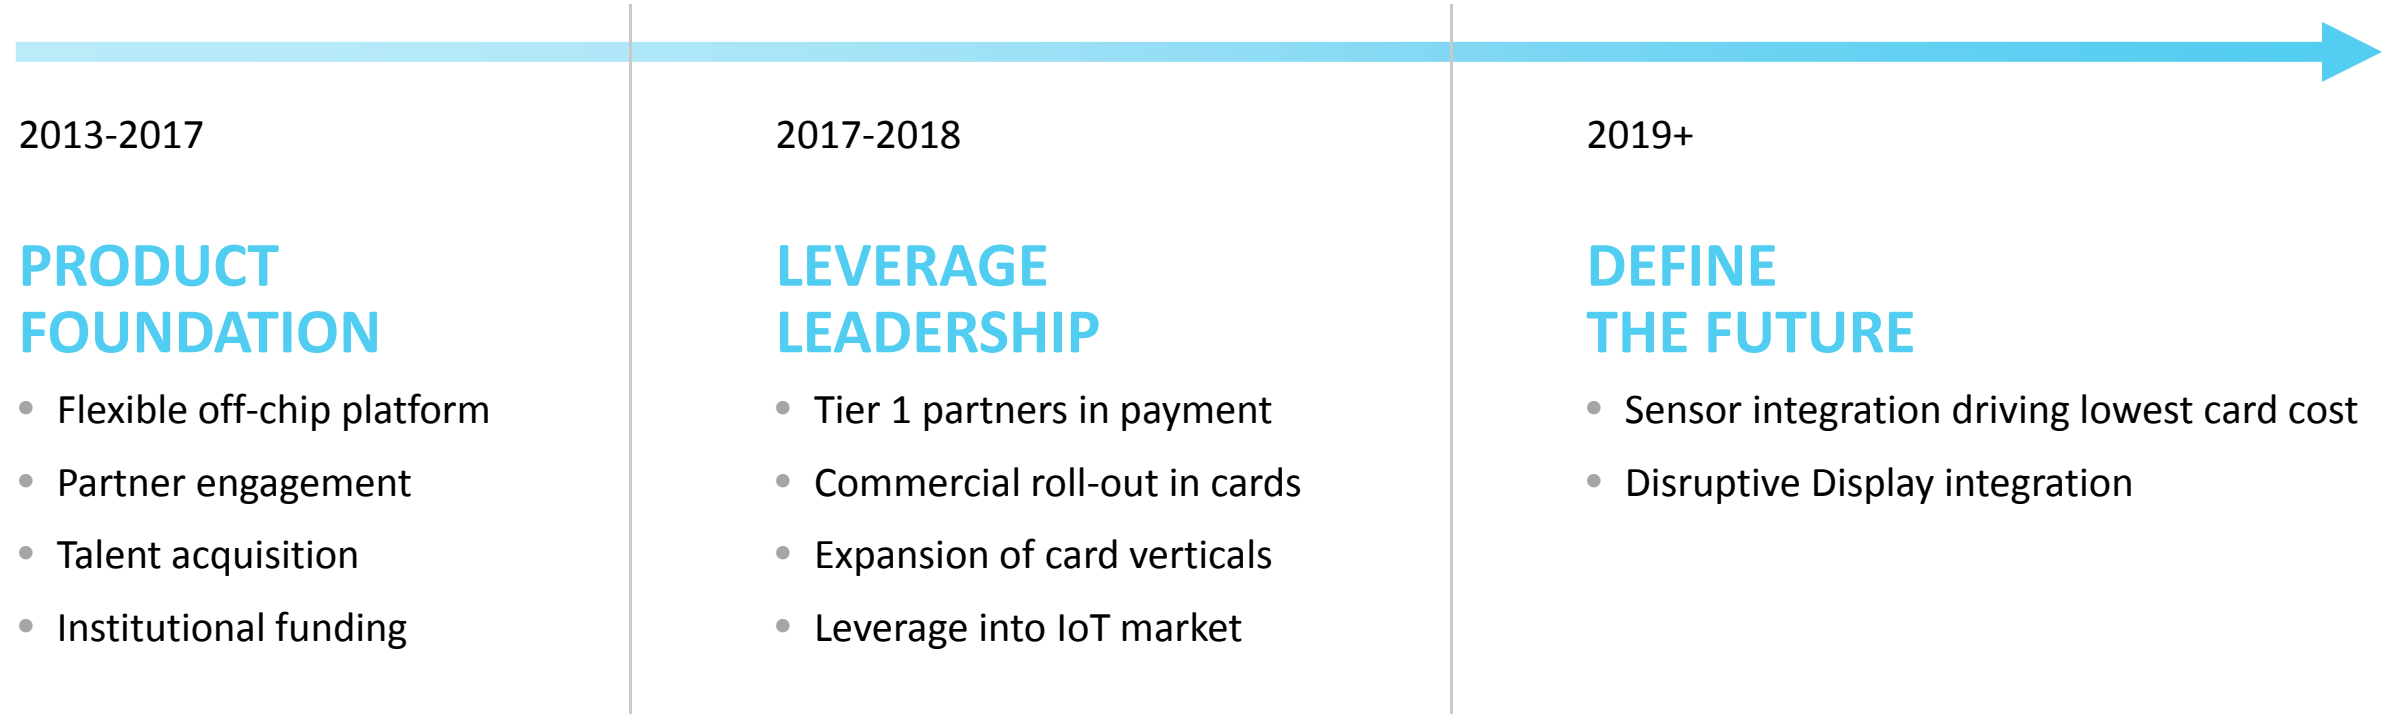 2013-2017
PRODUCT
FOUNDATION
• Flexible off-chip platform
• Partner engagement
• Talent acquisition
• Institutional funding
2017-2018
LEVERAGE
LEADERSHIP
• Tier 1 partners in payment
• Commercial roll-out in cards
• Expansion of card verticals
• Leverage into IoT market
2019+
DEFINE
THE FUTURE
• Sensor integration driving lowest card cost
• Disruptive Display integration